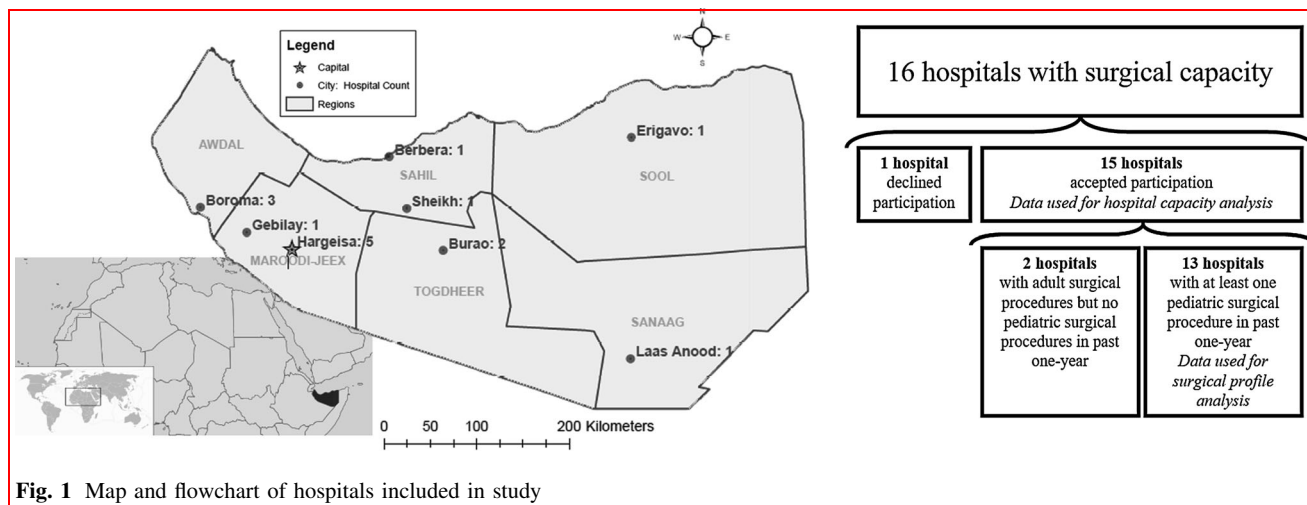 N
W E
S
Legend
Capital
City: Hospital Count
Regions
AWDAL
Berbera: 1
SAHIL
Erigavo: 1
SOOL
Boroma: 3
Sheikh: 1
Gebilay: 1
Hargeisa: 5
MAROODI-JEEX
Burao: 2
TOGDHEER
SANAAG
Laas Anood: 1
0 50 100 200 Kilometers
16 hospitals with surgical capacity
1 hospital
declined
participation
15 hospitals
accepted participation
Data used for hospital capacity analysis
2 hospitals
with adult surgical
procedures but no
pediatric surgical
procedures in past
one-year
13 hospitals
with at least one
pediatric surgical
procedure in past
one-year
Data used for
surgical profile
analysis
Fig. 1 Map and flowchart of hospitals included in study